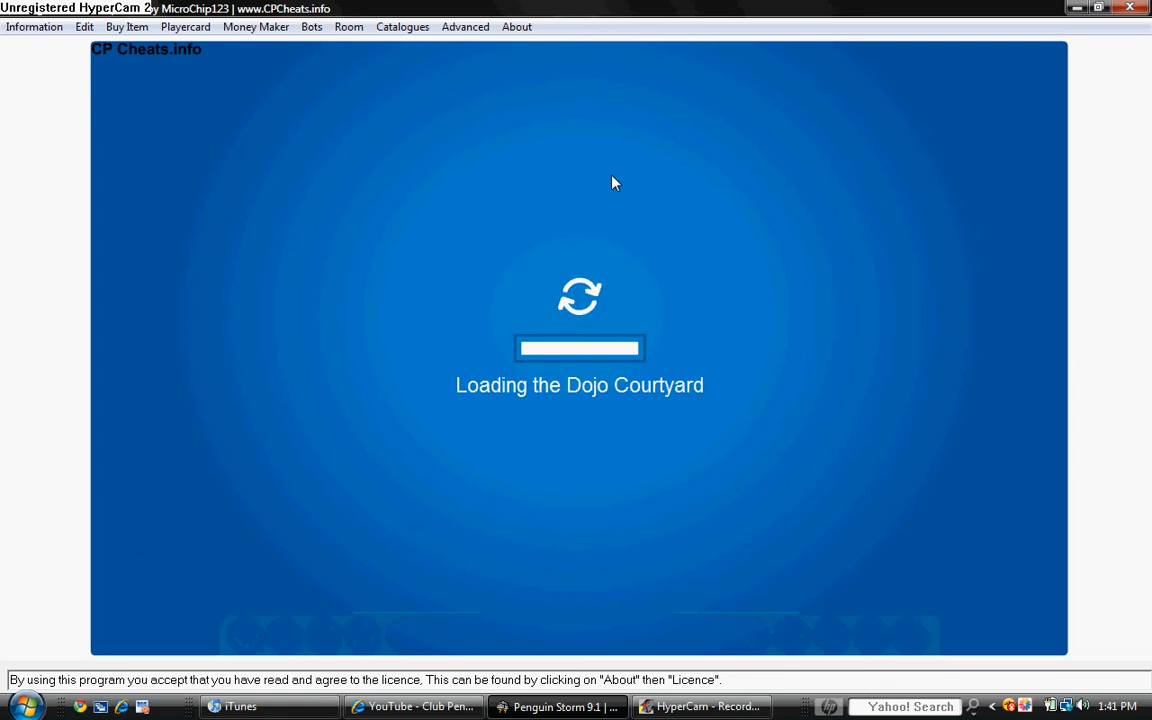 Unregistered HyperCam 2
y MicroChip123 | www.CPCheats.info
Information Edit Buy Item Playercard Money Maker Bots Room Catalogues Advanced About
CP Cheats.info
Loading the Dojo Courtyard
By using this program you accept that you have read and agree to the licence, This can be found by clicking on "About" then "Licence".
iTunes YouTube - Club Pen... Penguin Storm 9.1 | ... HyperCam - Record... hp Yahoo! Search < 1:41 PM